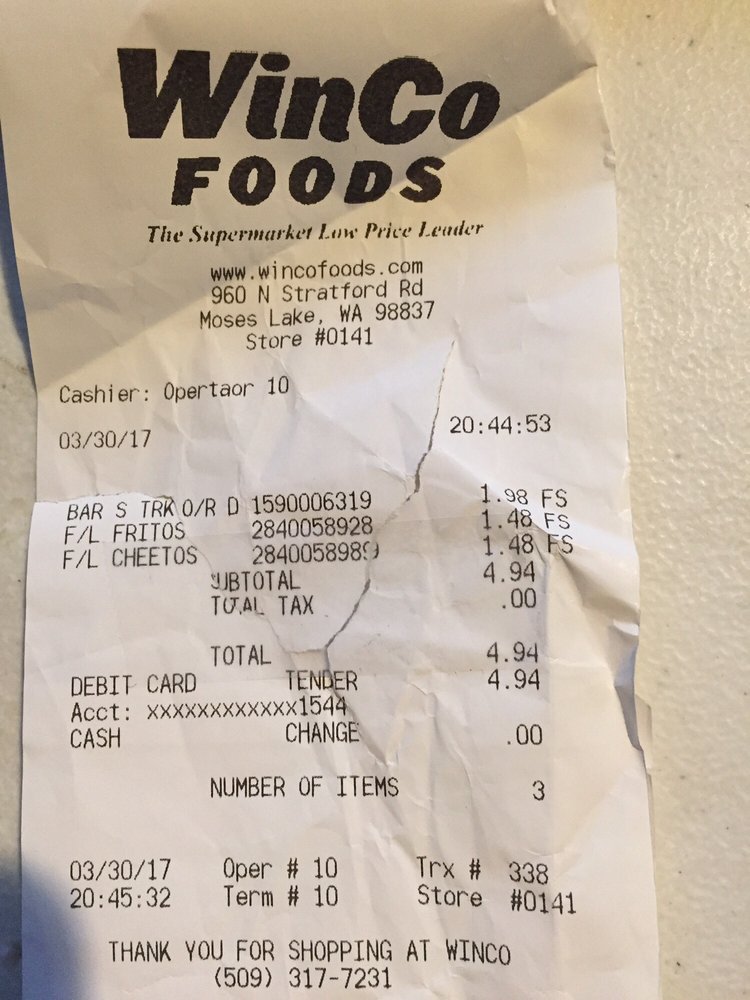 WinCo
FOODS
The Supermarket Low Price Leader
www.wincofoods.com
960 N Stratford Rd
Moses Lake, WA 98837
Store #0141
Cashier: Opertaor 10
03/30/17 20:44:53
BAR S TRK O/R D 1590006319 1.98 FS
F/L FRITOS 2840058928 1.48 FS
F/L CHEETOS 2840058989 1.48 FS
SUBTOTAL 4.94
TOTAL TAX .00
TOTAL 4.94
DEBIT CARD TENDER 4.94
Acct: xxxxxxxxxxxx1544
CASH CHANGE .00
NUMBER OF ITEMS 3
03/30/17 Oper # 10 Trx # 338
20:45:32 Term # 10 Store #0141
THANK YOU FOR SHOPPING AT WINCO
(509) 317-7231